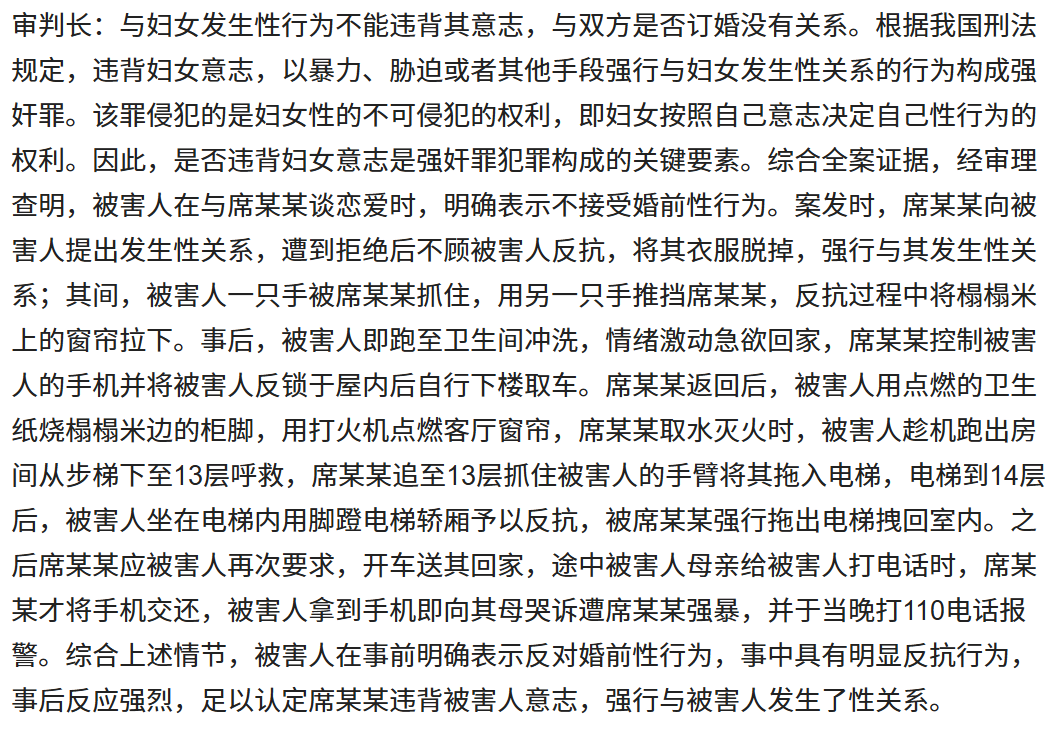 审判长：与妇女发生性行为不能违背其意志，与双方是否订婚没有关系。根据我国刑法
规定，违背妇女意志，以暴力、胁迫或者其他手段强行与妇女发生性关系的行为构成强
奸罪。该罪侵犯的是妇女性的不可侵犯的权利，即妇女按照自己意志决定自己性行为的
权利。因此，是否违背妇女意志是强奸罪犯罪构成的关键要素。综合全案证据，经审理
查明，被害人在与席某某谈恋爱时，明确表示不接受婚前性行为。案发时，席某某向被
害人提出发生性关系，遭到拒绝后不顾被害人反抗，将其衣服脱掉，强行与其发生性关
系；其间，被害人一只手被席某某抓住，用另一只手推挡席某某，反抗过程中将榻榻米
上的窗帘拉下。事后，被害人即跑至卫生间冲洗，情绪激动急欲回家，席某某控制被害
人的手机并将被害人反锁于屋内后自行下楼取车。席某某返回后，被害人用点燃的卫生
纸烧榻榻米边的柜脚，用打火机点燃客厅窗帘，席某某取水灭火时，被害人趁机跑出房
间从步梯下至13层呼救，席某某追至13层抓住被害人的手臂将其拖入电梯，电梯到14层
后，被害人坐在电梯内用脚蹬电梯轿厢予以反抗，被席某某强行拖出电梯拽回室内。之
后席某某应被害人再次要求，开车送其回家，途中被害人母亲给被害人打电话时，席某
某才将手机交还，被害人拿到手机即向其母哭诉遭席某某强暴，并于当晚打110电话报
警。综合上述情节，被害人在事前明确表示反对婚前性行为，事中具有明显反抗行为，
事后反应强烈，足以认定席某某违背被害人意志，强行与被害人发生了性关系。